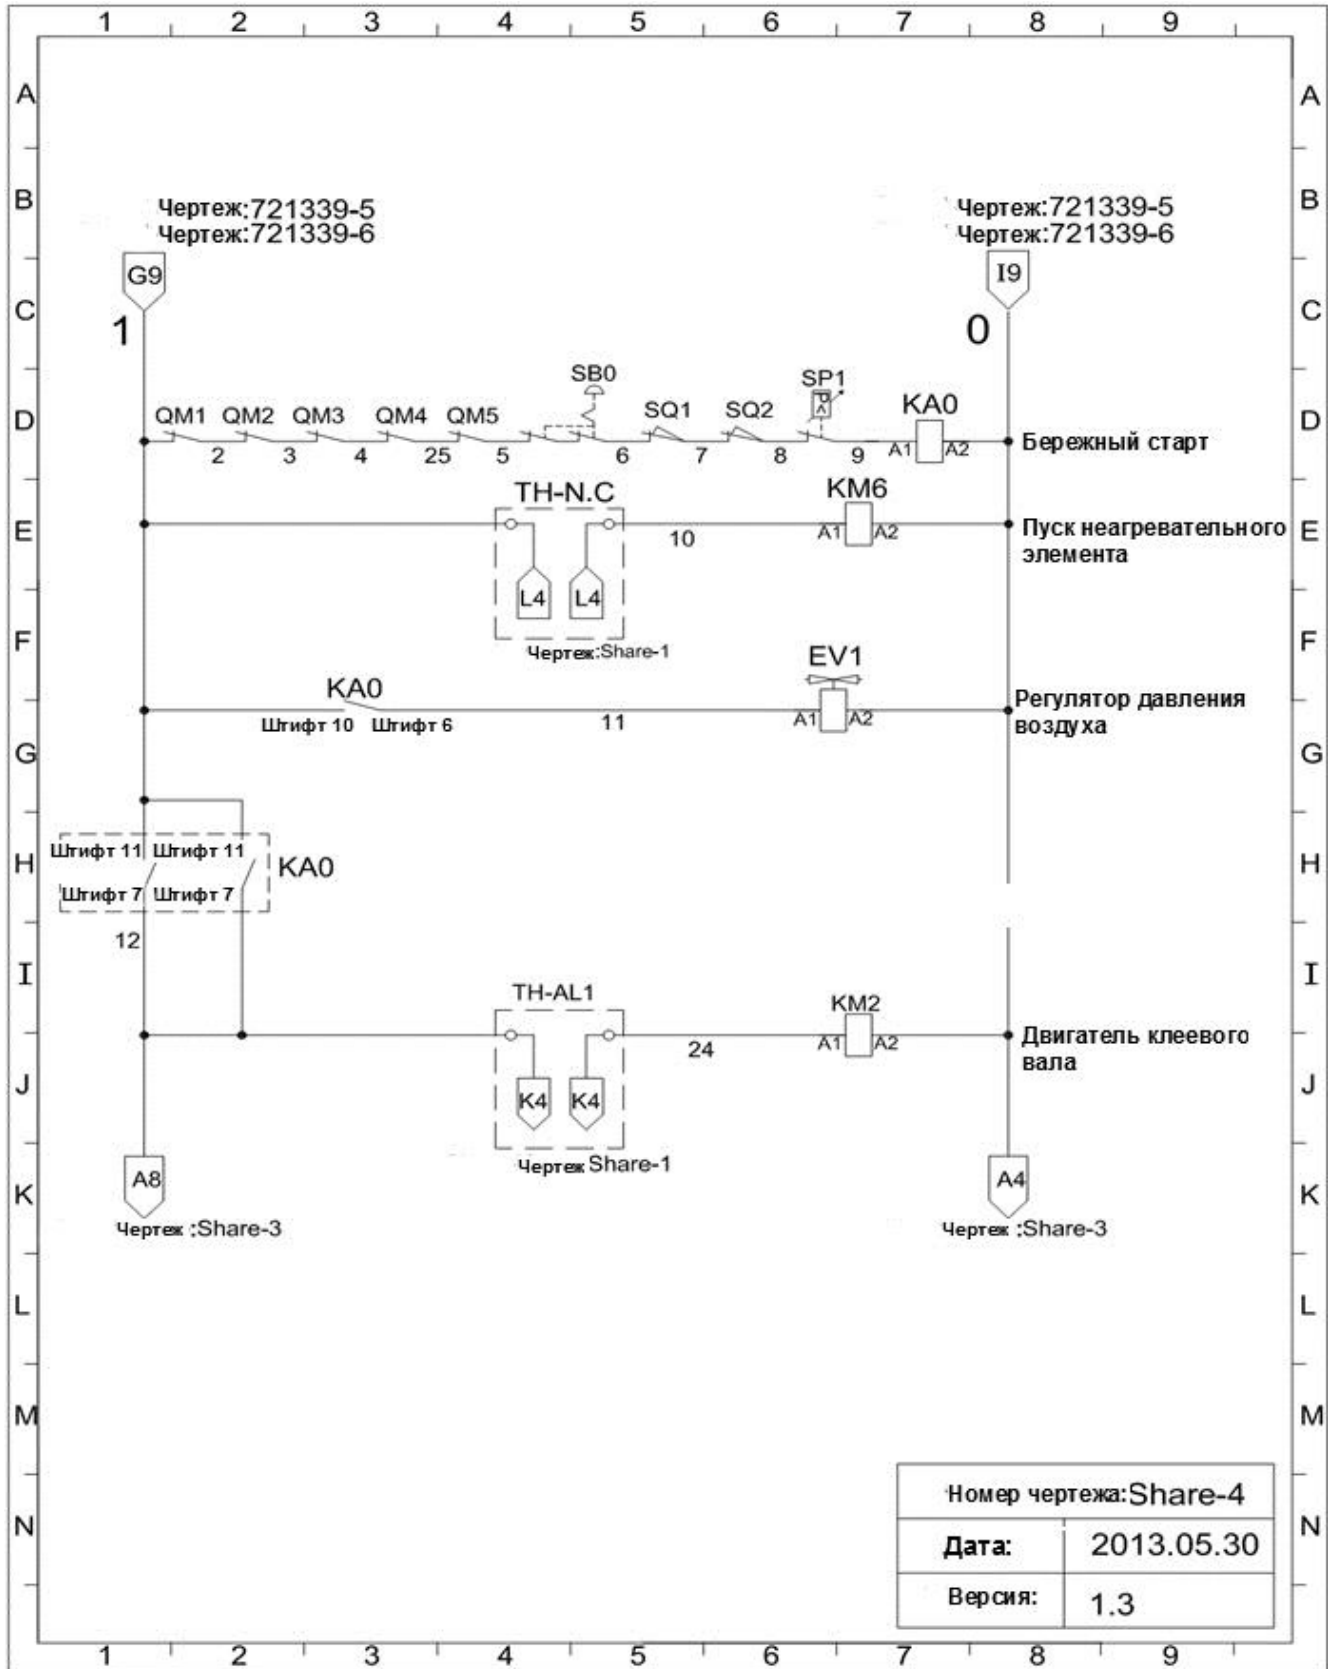 1 2 3 4 5 6 7 8 9
A A
B B
Чертеж:721339-5 Чертеж:721339-5
Чертеж:721339-6 Чертеж:721339-6
G9 I9
C C
1 0
SB0 SP1
P<
D QM1 QM2 QM3 QM4 QM5 SQ1 SQ2 KA0 D
2 3 4 25 5 6 7 8 9 A1 A2 Бережный старт
TH-N.C KM6
E 10 A1 A2 Пуск неагревательного E
элемента
L4 L4
F F
Чертеж:Share-1 EV1
KA0 Регулятор давления
Штифт 10 Штифт 6 11 A1 A2 воздуха
G G
Штифт 11 Штифт 11
H KA0 H
Штифт 7 Штифт 7
12
I I
TH-AL1 KM2
24 A1 A2 Двигатель клеевого
вала
J K4 K4 J
Чертеж Share-1
K A8 A4 K
Чертеж :Share-3 Чертеж :Share-3
L L
M M
Номер чертежа:Share-4
N N
Дата: 2013.05.30
Версия: 1.3
1 2 3 4 5 6 7 8 9